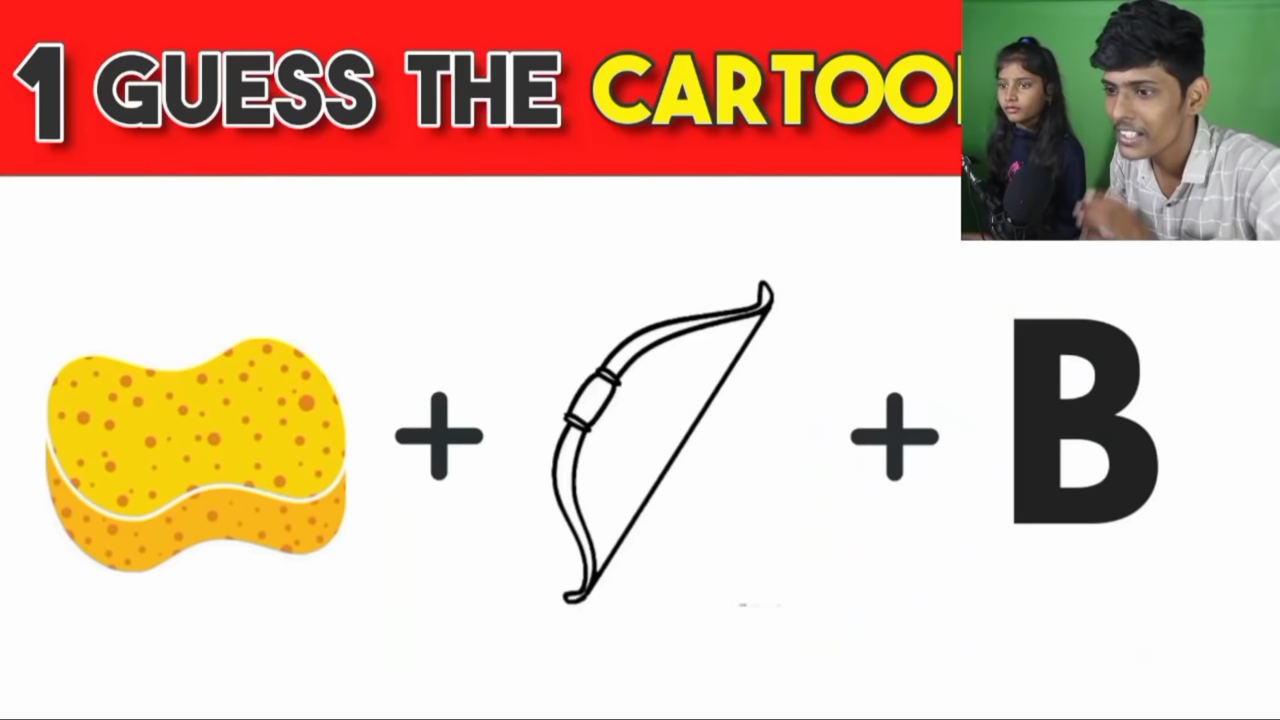 1 GUESS THE CARTOO
+ + B